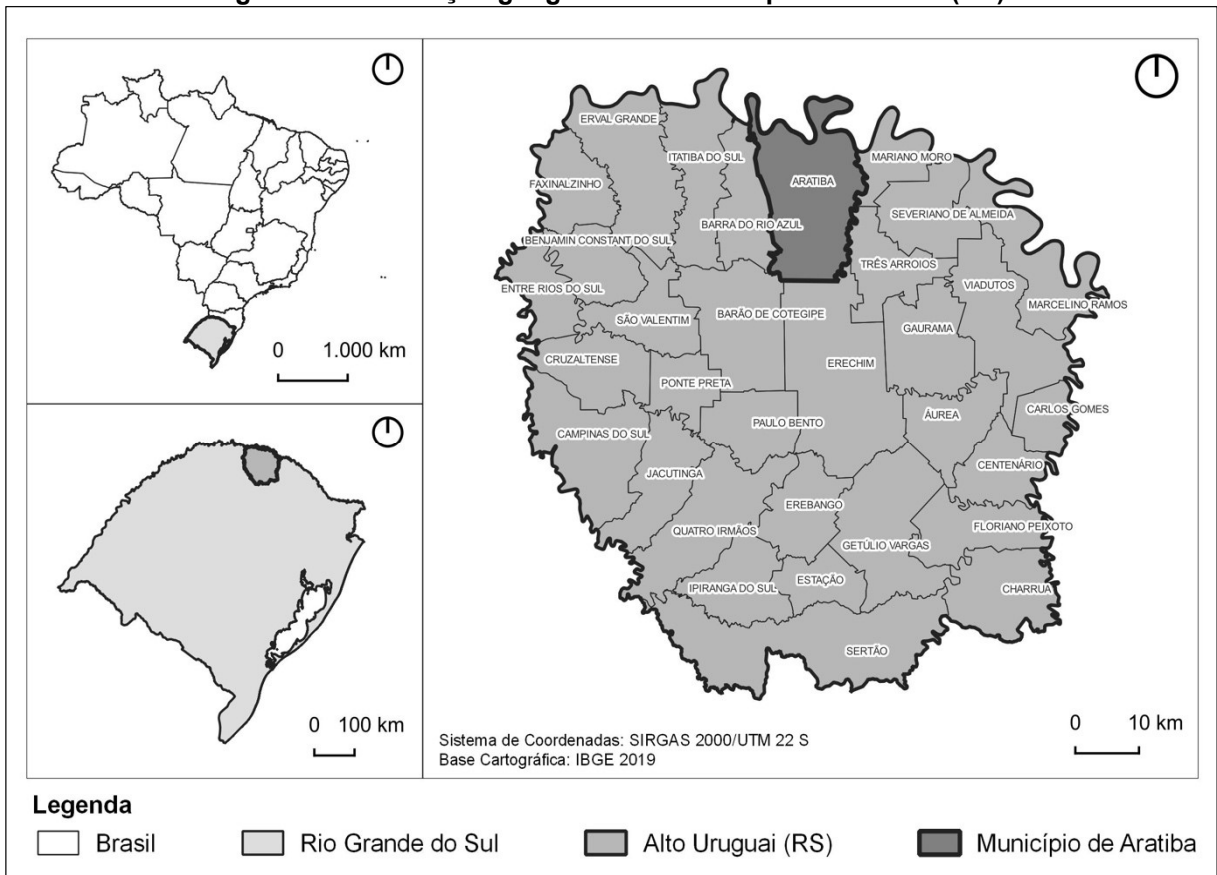 0 1.000 km
0 100 km
ERVAL GRANDE
ITATIBA DO SUL
MARIANO MORO
ARATIBA
FAXINALZINHO
SEVERIANO DE ALMEIDA
BARRA DO RIO AZUL
BENJAMIN CONSTANT DO SUL
TRÊS ARROIOS
ENTRE RIOS DO SUL
VIADUTOS
MARCELINO RAMOS
SÃO VALENTIM
BARÃO DE COTEGIPE
GAURAMA
CRUZALTENSE
ERECHIM
PONTE PRETA
CARLOS GOMES
ÁUREA
PAULO BENTO
CAMPINAS DO SUL
CENTENÁRIO
JACUTINGA
EREBANGO
FLORIANO PEIXOTO
QUATRO IRMÃOS
GETÚLIO VARGAS
ESTAÇÃO
IPIRANGA DO SUL
CHARRUA
SERTÃO
0 10 km
Sistema de Coordenadas: SIRGAS 2000/UTM 22 S
Base Cartográfica: IBGE 2019
Legenda
Brasil
Rio Grande do Sul
Alto Uruguai (RS)
Município de Aratiba